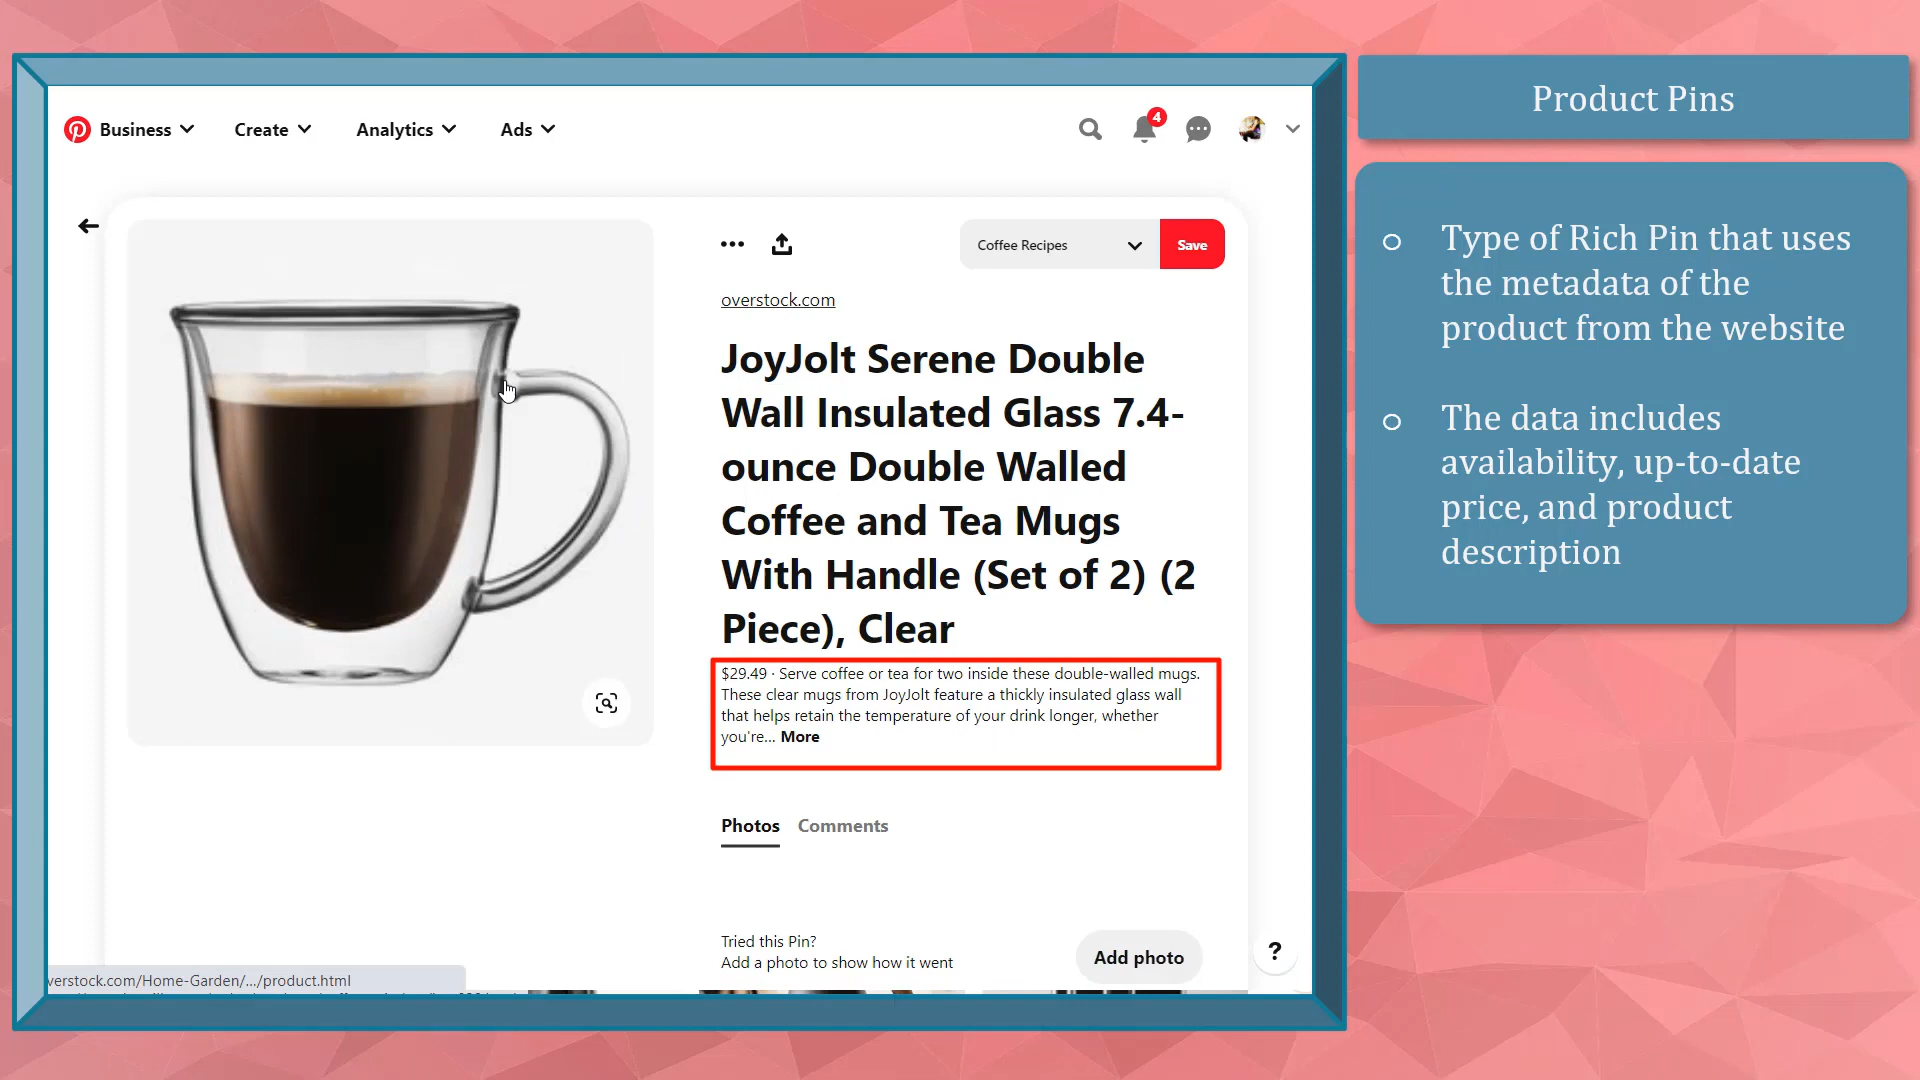 Business
Create
Analytics
Ads
4
Coffee Recipes
Save
overstock.com
JoyJolt Serene Double
Wall Insulated Glass 7.4-
ounce Double Walled
Coffee and Tea Mugs
With Handle (Set of 2) (2
Piece), Clear
$29.49 · Serve coffee or tea for two inside these double-walled mugs.
These clear mugs from JoyJolt feature a thickly insulated glass wall
that helps retain the temperature of your drink longer, whether
you're... More
Photos
Comments
Tried this Pin?
Add a photo to show how it went
Add photo
?
verstock.com/Home-Garden/.../product.html
Product Pins
Type of Rich Pin that uses
the metadata of the
product from the website
The data includes
availability, up-to-date
price, and product
description